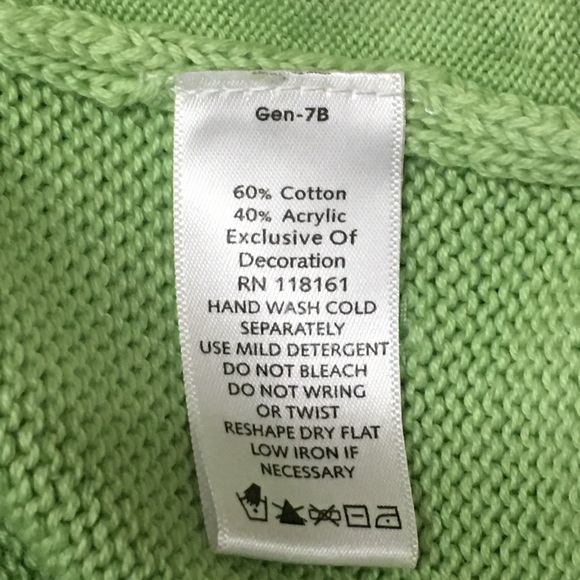 Gen-7B
60% Cotton
40% Acrylic
Exclusive Of
Decoration
RN 118161
HAND WASH COLD
SEPARATELY
USE MILD DETERGENT
DO NOT BLEACH
DO NOT WRING
OR TWIST
RESHAPE DRY FLAT
LOW IRON IF
NECESSARY